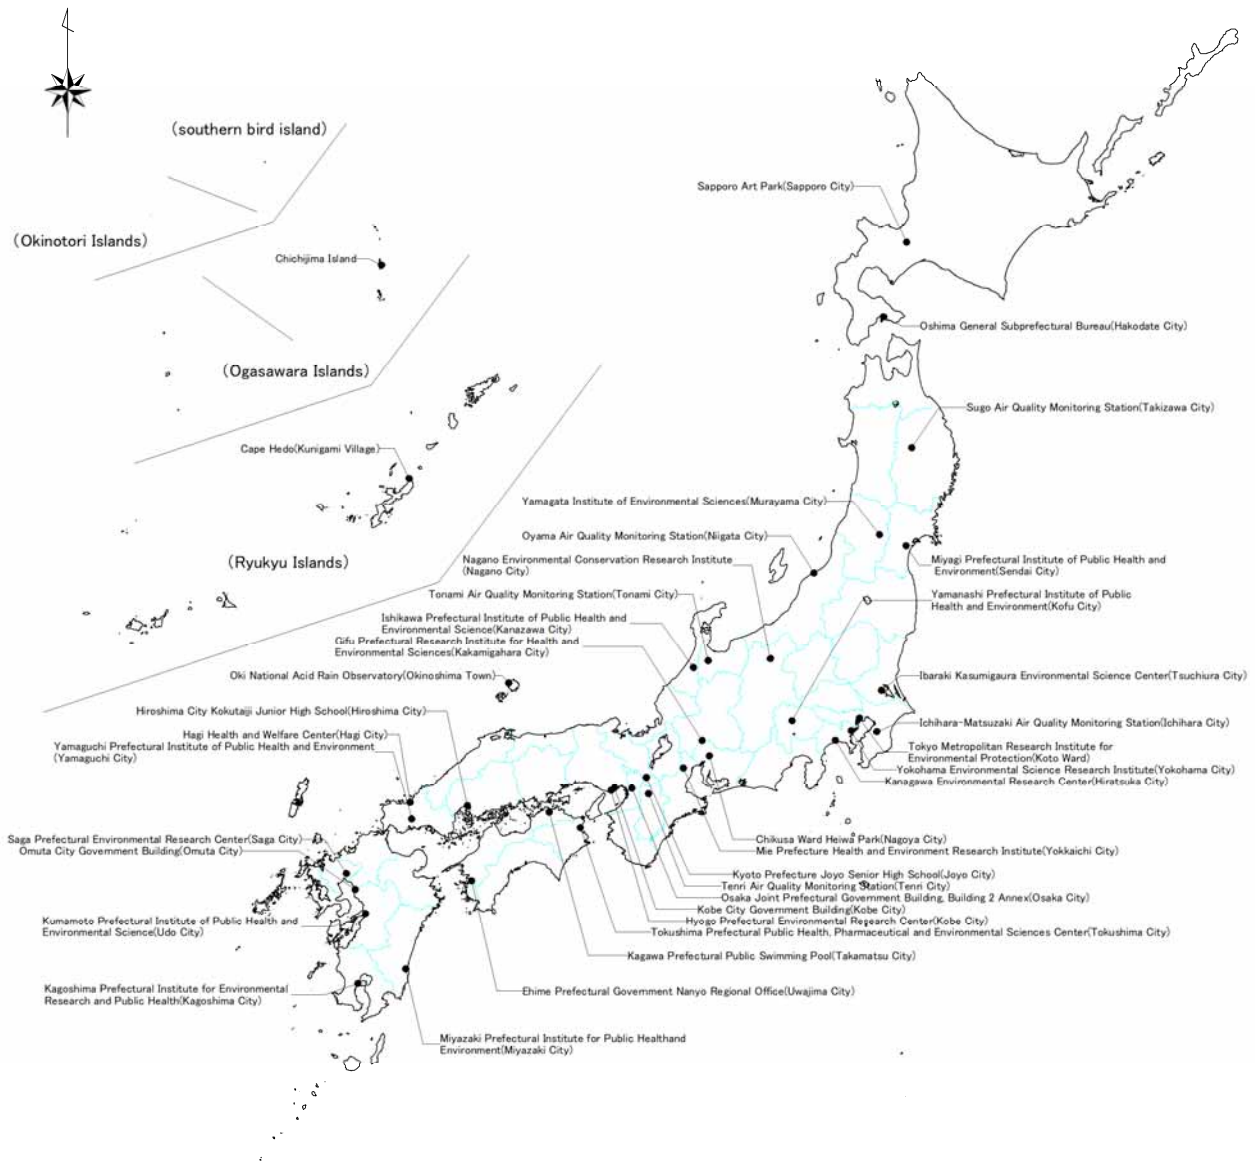 (southern bird island)
Sapporo Art Park(Sapporo City)
(Okinotori Islands)
Chichijima Island
Oshima General Subprefectural Bureau(Hakodate City)
(Ogasawara Islands)
Sugo Air Quality Monitoring Station(Takizawa City)
Cape Hedo(Kunigami Village)
Yamagata Institute of Environmental Sciences(Murayama City)
Oyama Air Quality Monitoring Station(Niigata City)
(Ryukyu Islands)
Nagano Environmental Conservation Research Institute
(Nagano City)
Miyagi Prefectural Institute of Public Health and
Environment(Sendai City)
Tonami Air Quality Monitoring Station(Tonami City)
Yamanashi Prefectural Institute of Public
Health and Environment(Kofu City)
Ishikawa Prefectural Institute of Public Health and
Environmental Science(Kanazawa City)
Gifu Prefectural Research Institute for Health and
Environmental Sciences(Kakamigahara City)
Oki National Acid Rain Observatory(Okinoshima Town)
Ibaraki Kasumigaura Environmental Science Center(Tsuchiura City)
Hiroshima City Kokutaiji Junior High School(Hiroshima City)
Ichihara-Matsuzaki Air Quality Monitoring Station(Ichihara City)
Hagi Health and Welfare Center(Hagi City)
Yamaguchi Prefectural Institute of Public Health and Environment
(Yamaguchi City)
Tokyo Metropolitan Research Institute for
Environmental Protection(Koto Ward)
Yokohama Environmental Science Research Institute(Yokohama City)
Kanagawa Environmental Research Center(Hiratsuka City)
Saga Prefectural Environmental Research Center(Saga City)
Omuta City Government Building(Omuta City)
Chikusa Ward Heiwa Park(Nagoya City)
Mie Prefecture Health and Environment Research Institute(Yokkaichi City)
Kyoto Prefecture Joyo Senior High School(Joyo City)
Tenri Air Quality Monitoring Station(Tenri City)
Osaka Joint Prefectural Government Building, Building 2 Annex(Osaka City)
Kobe City Government Building(Kobe City)
Hyogo Prefectural Environmental Research Center(Kobe City)
Tokushima Prefectural Public Health, Pharmaceutical and Environmental Sciences Center(Tokushima City)
Kumamoto Prefectural Institute of Public Health and
Environmental Science(Udo City)
Kagawa Prefectural Public Swimming Pool(Takamatsu City)
Kagoshima Prefectural Institute for Environmental
Research and Public Health(Kagoshima City)
Ehime Prefectural Government Nanyo Regional Office(Uwajima City)
Miyazaki Prefectural Institute for Public Healthand
Environment(Miyazaki City)